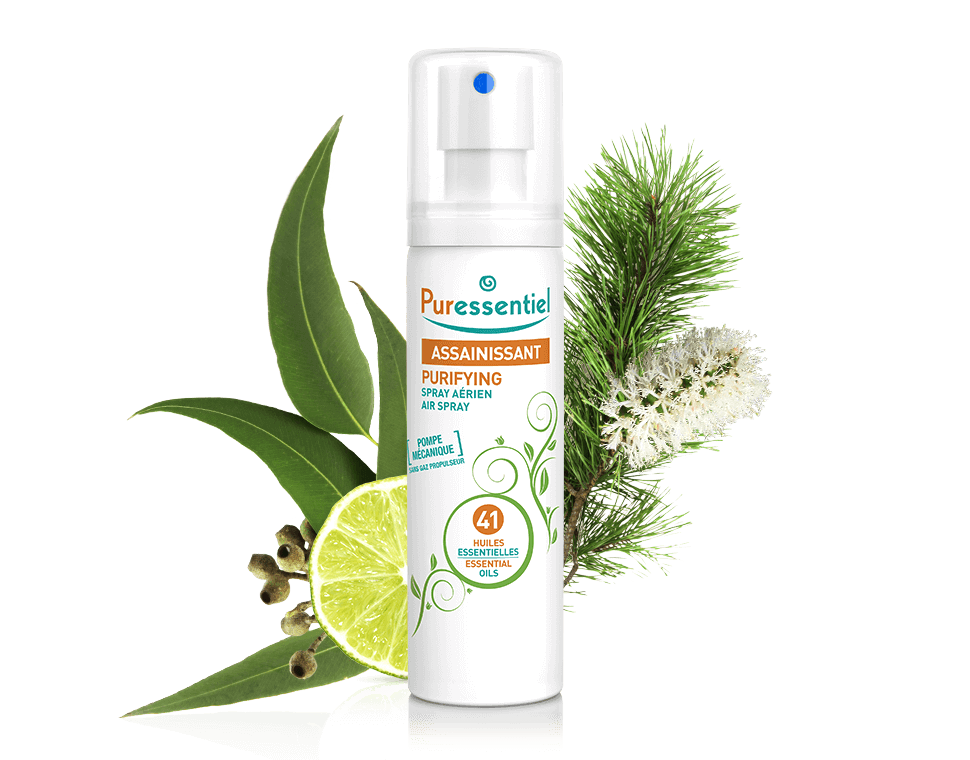 Puressentiel
ASSAINISSANT
PURIFYING
SPRAY AÉRIEN
AIR SPRAY
POMPE
MÉCANIQUE
SANS GAZ PROPULSEUR
41
HUILES
ESSENTIELLES
ESSENTIAL
OILS